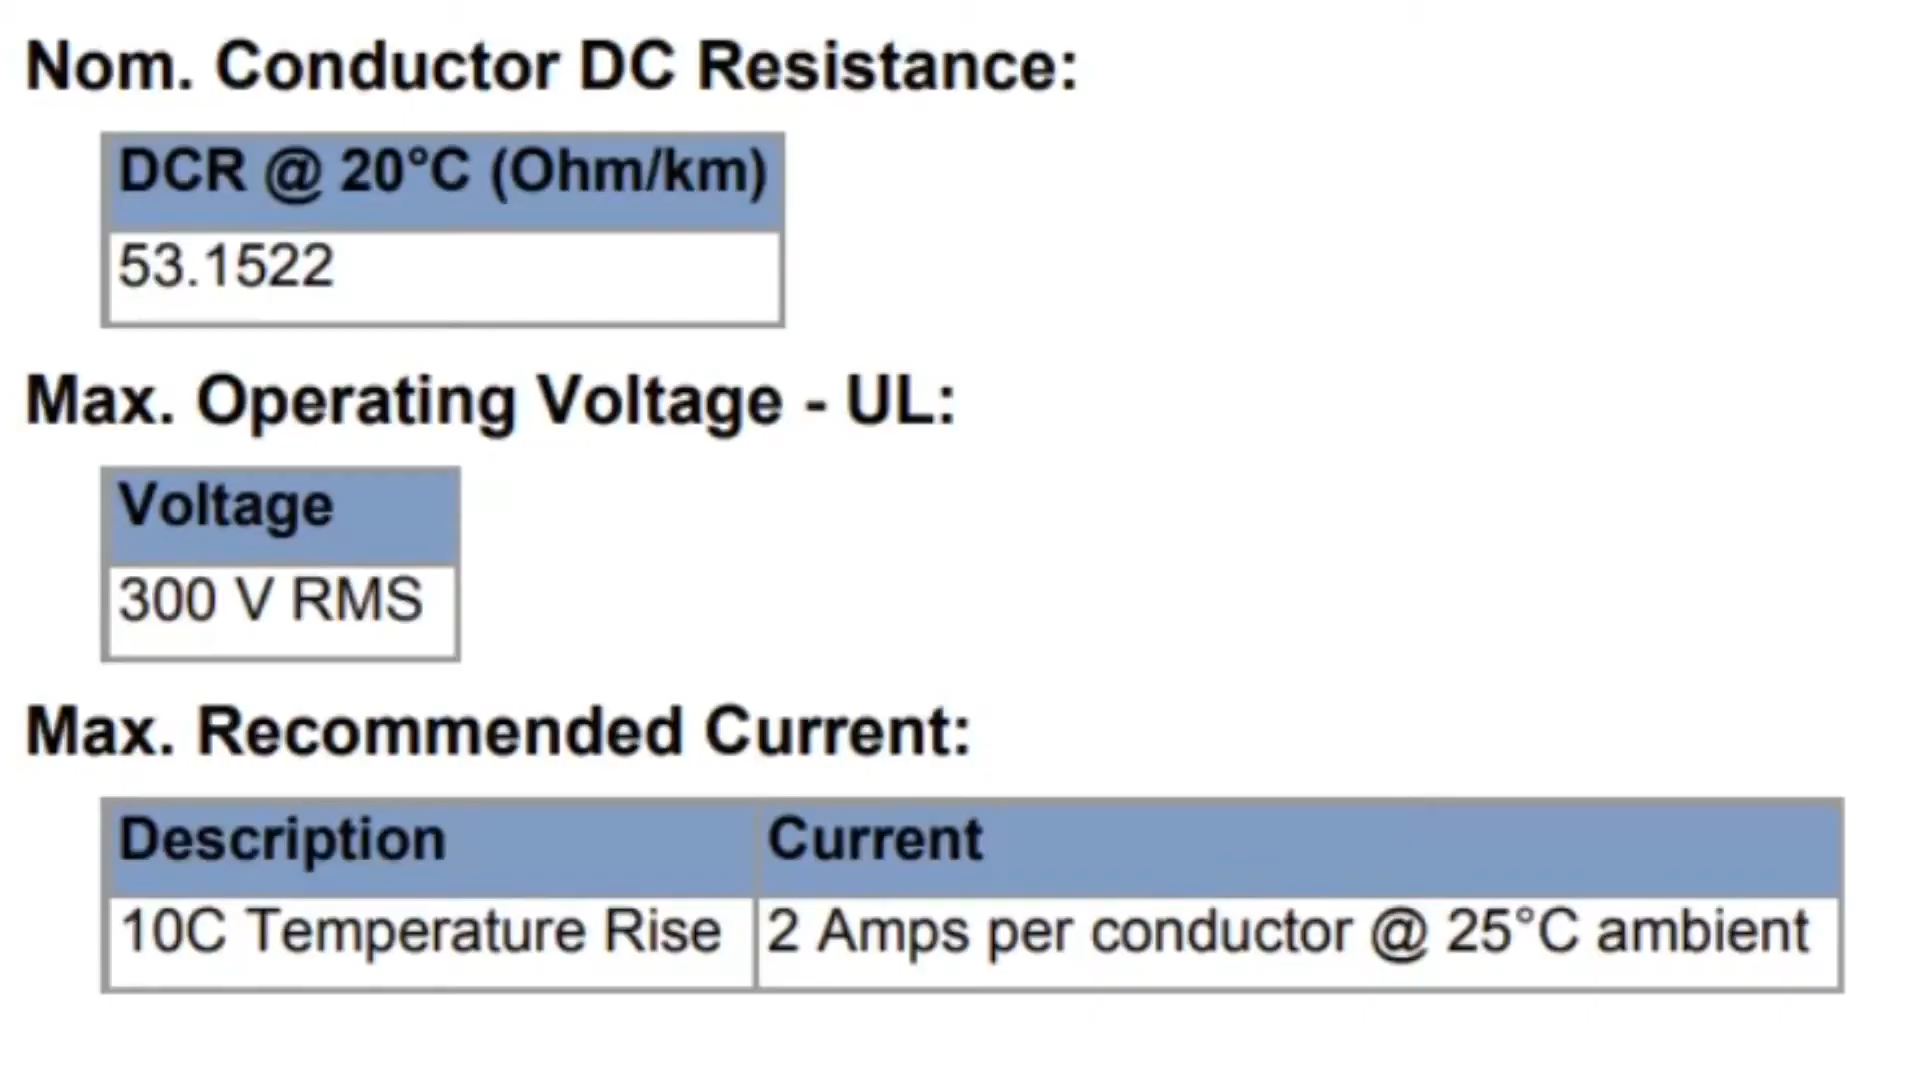 Nom. Conductor DC Resistance:
DCR @ 20°C (Ohm/km)
53.1522
Max. Operating Voltage - UL:
Voltage
300 V RMS
Max. Recommended Current:
Description Current
10C Temperature Rise 2 Amps per conductor @ 25°C ambient